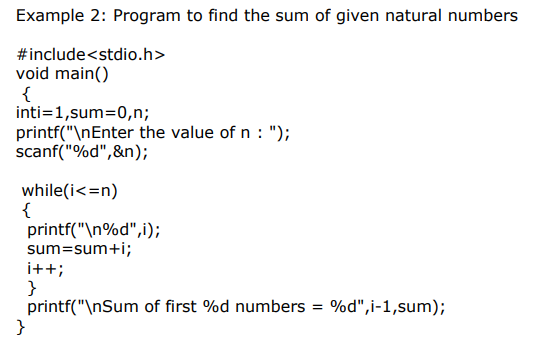 Example 2: Program to find the sum of given natural numbers
#include<stdio.h>
void main()
{
inti=1,sum=0,n;
printf("\nEnter the value of n : ");
scanf("%d",&n);
while(i<=n)
{
printf("\n%d",i);
sum=sum+i;
i++;
}
printf("\nSum of first %d numbers = %d",i-1,sum);
}